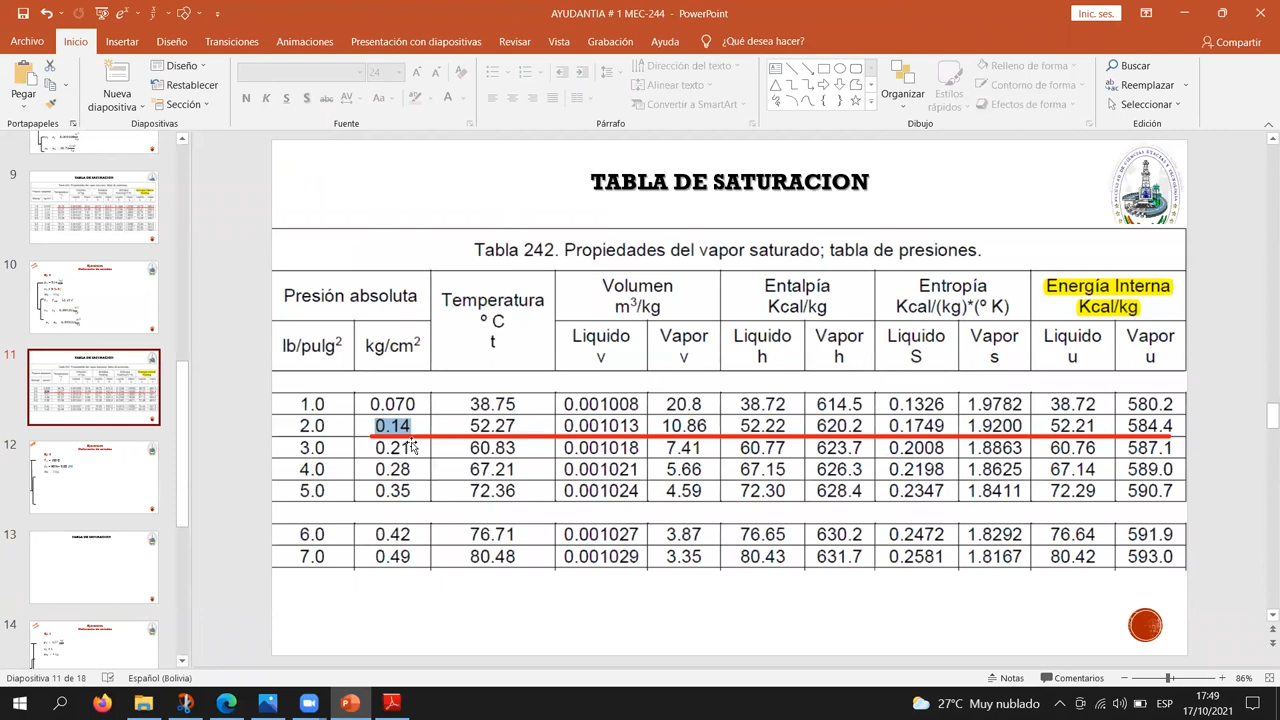 AYUDANTIA # 1 MEC-244 - PowerPoint
Inic. ses.
Archivo Inicio Insertar Diseño Transiciones Animaciones Presentación con diapositivas Revisar Vista Grabación Ayuda ¿Qué desea hacer? Compartir
Pegar
Nueva diapositiva
Diseño
Restablecer
Sección
24
N K S S abc AV Aa A
Dirección del texto
Alinear texto
Convertir a SmartArt
Organizar
Estilos rápidos
Relleno de forma
Contorno de forma
Efectos de forma
Buscar
Reemplazar
Seleccionar
Portapapeles Diapositivas Fuente Párrafo Dibujo Edición
9
10
11
12
13
14
TABLA DE SATURACION
Tabla 242. Propiedades del vapor saturado; tabla de presiones.
Presión absoluta
Temperatura
º C
t
Volumen
m³/kg
Entalpía
Kcal/kg
Entropía
Kcal/(kg)*(º K)
Energía Interna
Kcal/kg
lb/pulg² kg/cm² Liquido v Vapor v Liquido h Vapor h Liquido S Vapor s Liquido u Vapor u
1.0 0.070 38.75 0.001008 20.8 38.72 614.5 0.1326 1.9782 38.72 580.2
2.0 0.14 52.27 0.001013 10.86 52.22 620.2 0.1749 1.9200 52.21 584.4
3.0 0.21 60.83 0.001018 7.41 60.77 623.7 0.2008 1.8863 60.76 587.1
4.0 0.28 67.21 0.001021 5.66 67.15 626.3 0.2198 1.8625 67.14 589.0
5.0 0.35 72.36 0.001024 4.59 72.30 628.4 0.2347 1.8411 72.29 590.7
6.0 0.42 76.71 0.001027 3.87 76.65 630.2 0.2472 1.8292 76.64 591.9
7.0 0.49 80.48 0.001029 3.35 80.43 631.7 0.2581 1.8167 80.42 593.0
Diapositiva 11 de 18 Español (Bolivia) Notas Comentarios 86%
27°C Muy nublado ESP
17:49
17/10/2021